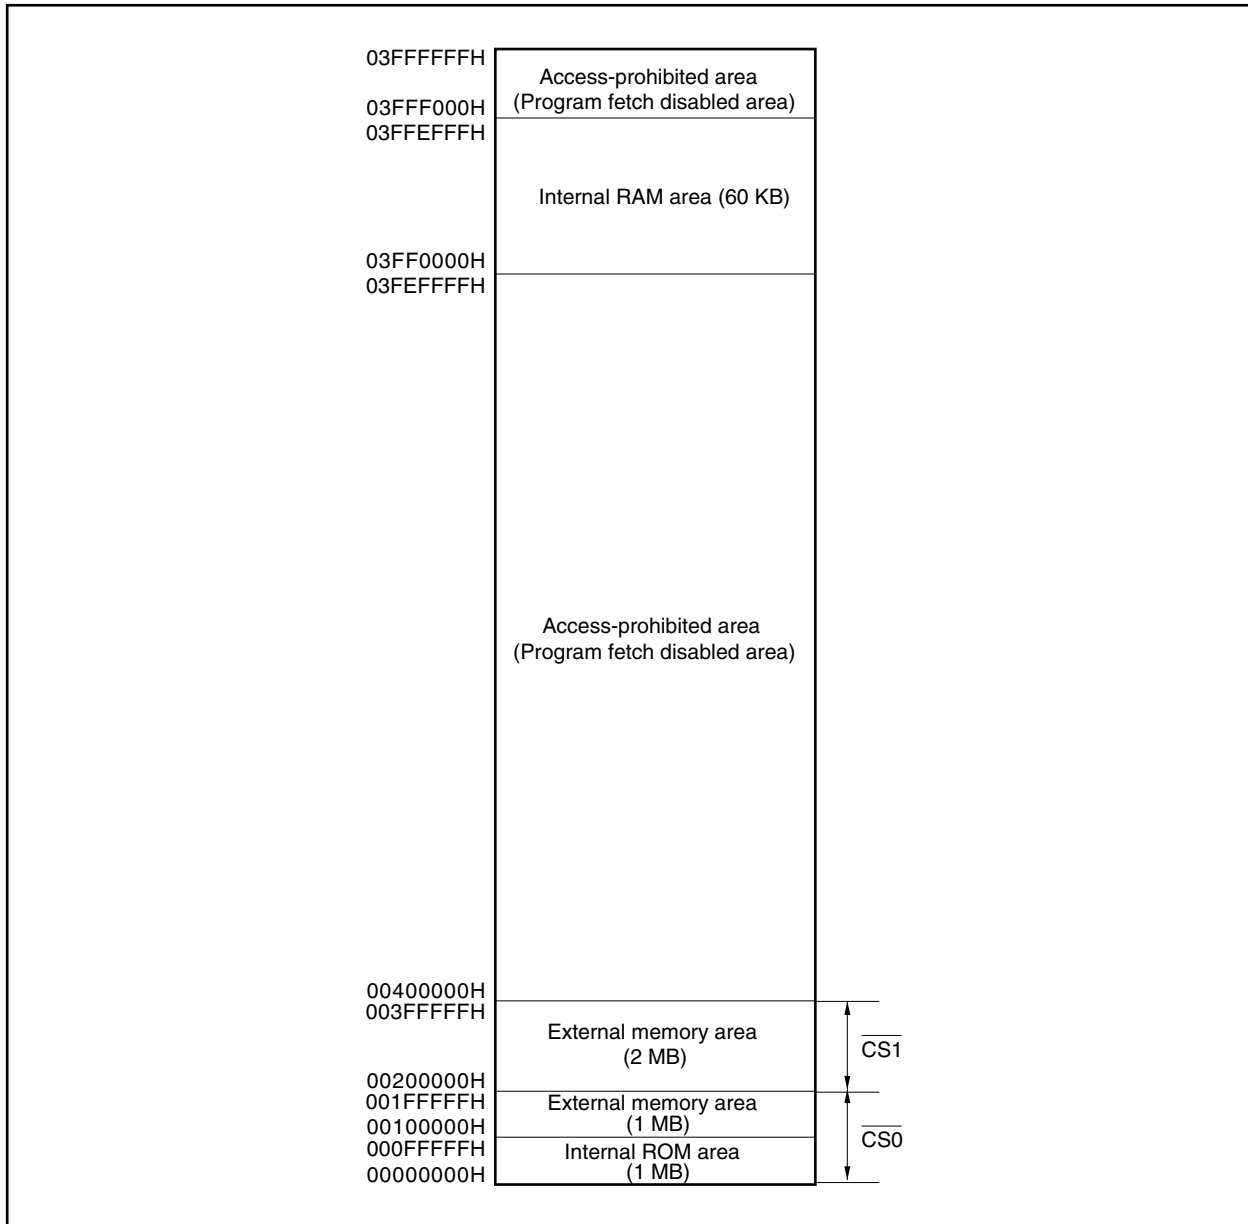 03FFFFFFH
Access-prohibited area
(Program fetch disabled area)
03FFF000H
03FFEFFFH
Internal RAM area (60 KB)
03FF0000H
03FEFFFFH
Access-prohibited area
(Program fetch disabled area)
00400000H
003FFFFFH
External memory area
(2 MB)
CS1
00200000H
001FFFFFH
External memory area
(1 MB)
00100000H
CS0
000FFFFFH
Internal ROM area
(1 MB)
00000000H